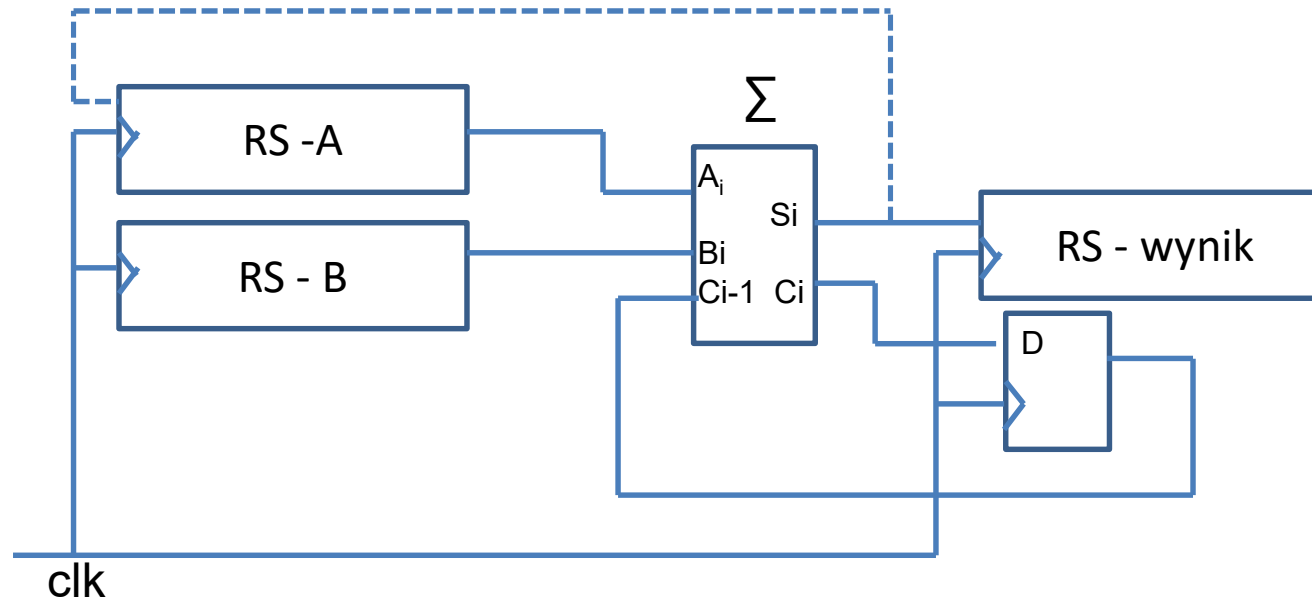 Σ
RS -A
Ai
Si
RS - wynik
RS - B
Bi
Ci-1
Ci
D
clk